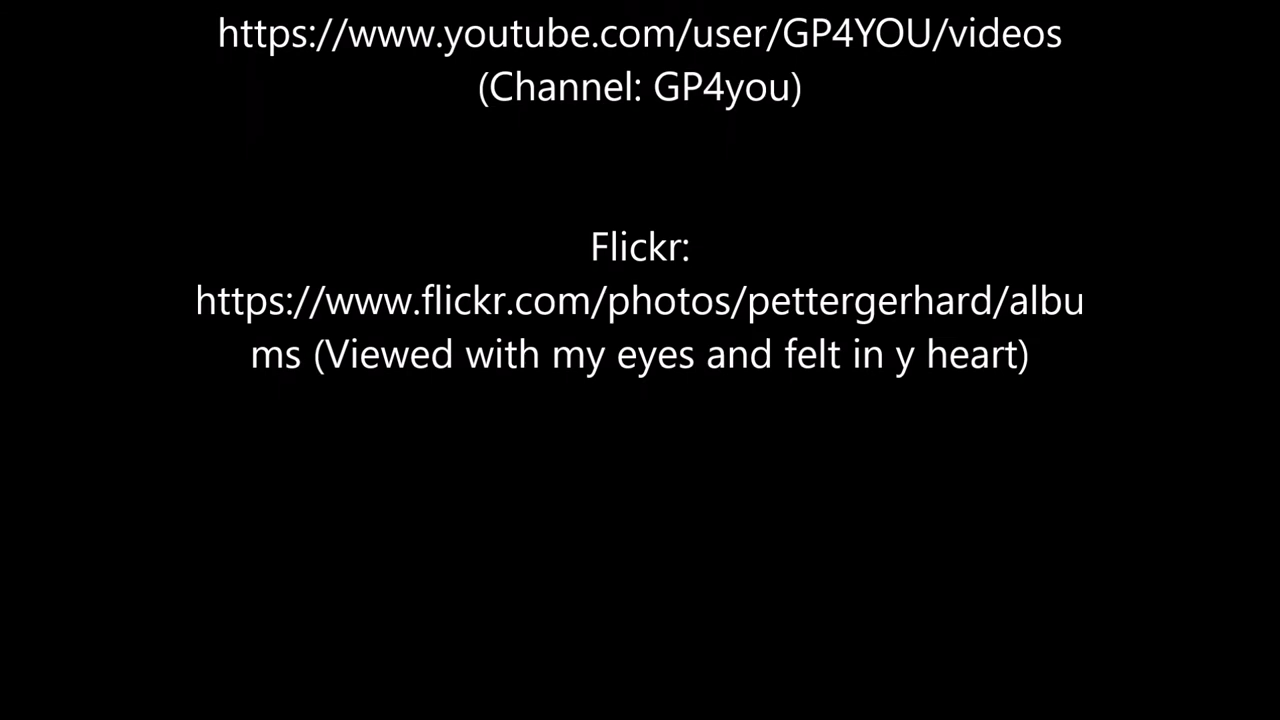 https://www.youtube.com/user/GP4YOU/videos
(Channel: GP4you)
Flickr:
https://www.flickr.com/photos/pettergerhard/albu
ms (Viewed with my eyes and felt in y heart)